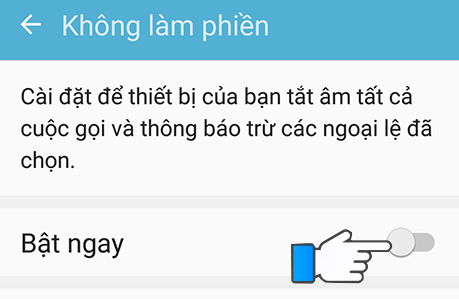 Không làm phiền
Cài đặt để thiết bị của bạn tắt âm tất cả
cuộc gọi và thông báo trừ các ngoại lệ đã
chọn.
Bật ngay